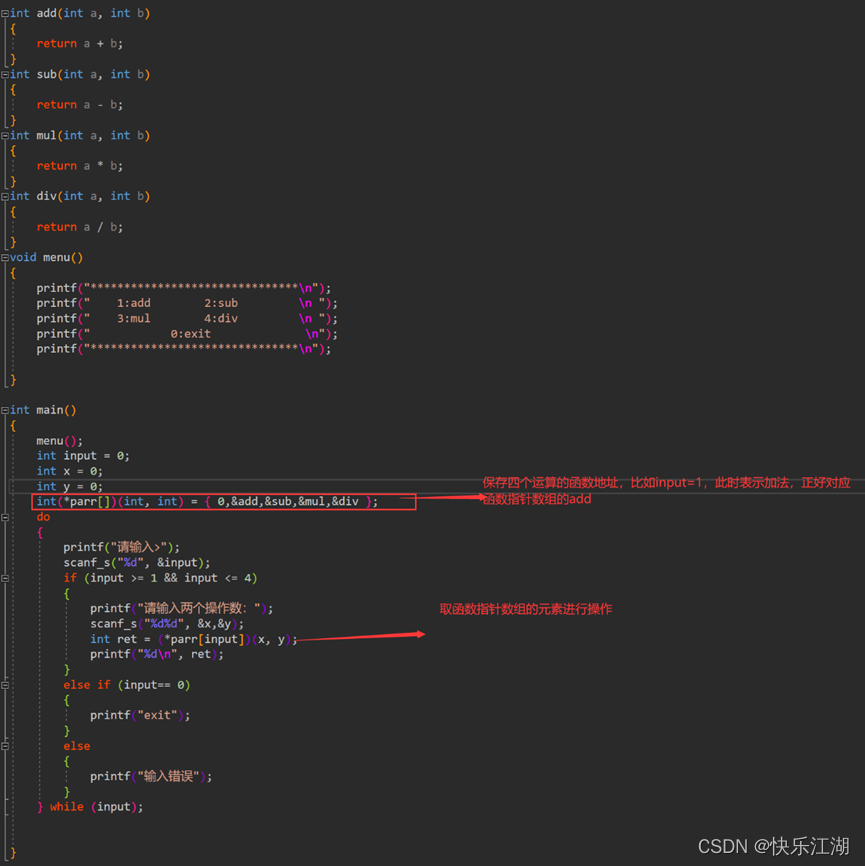 int add(int a, int b)
{
return a + b;
}
int sub(int a, int b)
{
return a - b;
}
int mul(int a, int b)
{
return a * b;
}
int div(int a, int b)
{
return a / b;
}
void menu()
{
printf("*******************************\n");
printf("    1:add        2:sub         \n ");
printf("    3:mul        4:div         \n ");
printf("            0:exit              \n");
printf("*******************************\n");
}
int main()
{
menu();
int input = 0;
int x = 0;
int y = 0;
保存四个运算的函数地址，比如input=1，此时表示加法，正好对应
int(*parr[])(int, int) = { 0,&add,&sub,&mul,&div };
函数指针数组的add
do
{
printf("请输入>");
scanf_s("%d", &input);
if (input >= 1 && input <= 4)
{
printf("请输入两个操作数: ");
取函数指针数组的元素进行操作
scanf_s("%d%d", &x,&y);
int ret = (*parr[input])(x, y);
printf("%d\n", ret);
}
else if (input== 0)
{
printf("exit");
}
else
{
printf("输入错误");
}
} while (input);
}
CSDN @快乐江湖